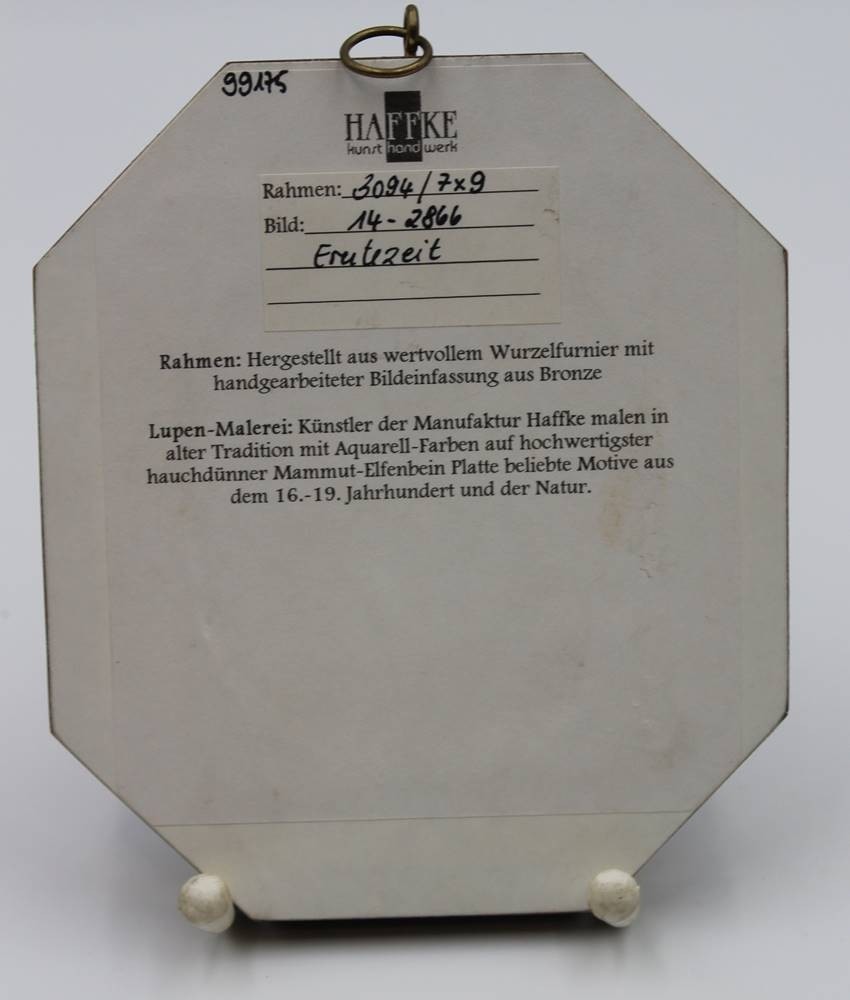 99175
HAFFKE
kunst hand werk
Rahmen: 3094/7x9
Bild: 14-2866
Erntezeit
Rahmen: Hergestellt aus wertvollem Wurzelfurnier mit
handgearbeiteter Bildeinfassung aus Bronze
Lupen-Malerei: Künstler der Manufaktur Haffke malen in
alter Tradition mit Aquarell-Farben auf hochwertigster
hauchdünner Mammut-Elfenbein Platte beliebte Motive aus
dem 16.-19. Jahrhundert und der Natur.